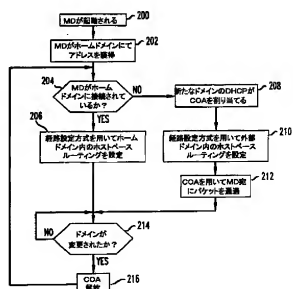 MDが起動される
200
MDがホームドメインにて
アドレスを獲得
202
204
MDがホーム
ドメインに接続されて
いるか?
NO
YES
新たなドメインのDHCPが
COAを割り当てる
208
206
経路設定方式を用いてホーム
ドメイン内のホストベース
ルーティングを設定
経路設定方式を用いて外部
ドメイン内のホストベース
ルーティングを設定
210
COAを用いてMD宛
にパケットを通過
212
NO
ドメインが
変更されたか?
214
YES
COA
解放
216